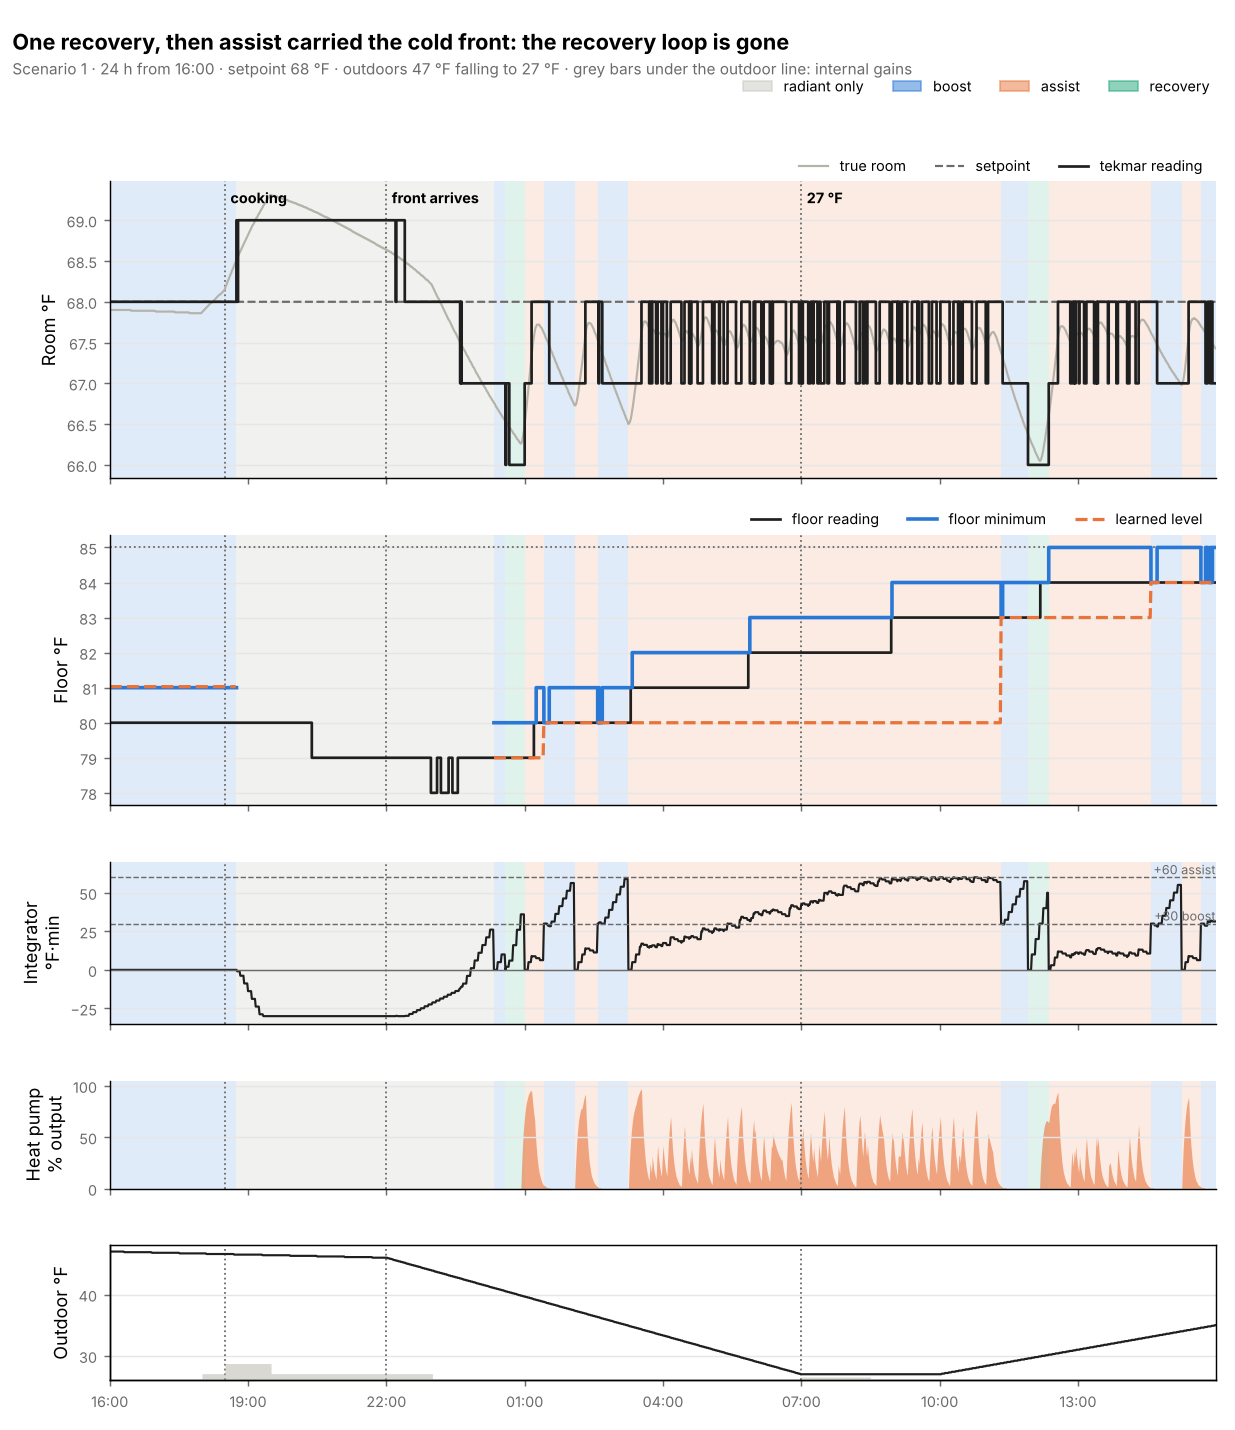 One recovery, then assist carried the cold front: the recovery loop is gone
Scenario 1 · 24 h from 16:00 · setpoint 68 °F · outdoors 47 °F falling to 27 °F · grey bars under the outdoor line: internal gains
radiant only boost assist recovery
true room setpoint tekmar reading
cooking front arrives 27 °F
69.0
68.5
68.0
67.5
67.0
66.5
66.0
Room °F
floor reading floor minimum learned level
85
84
83
82
81
80
79
78
Floor °F
+60 assist
+30 boost
50
25
0
−25
Integrator
°F·min
100
50
0
Heat pump
% output
40
30
Outdoor °F
16:00 19:00 22:00 01:00 04:00 07:00 10:00 13:00